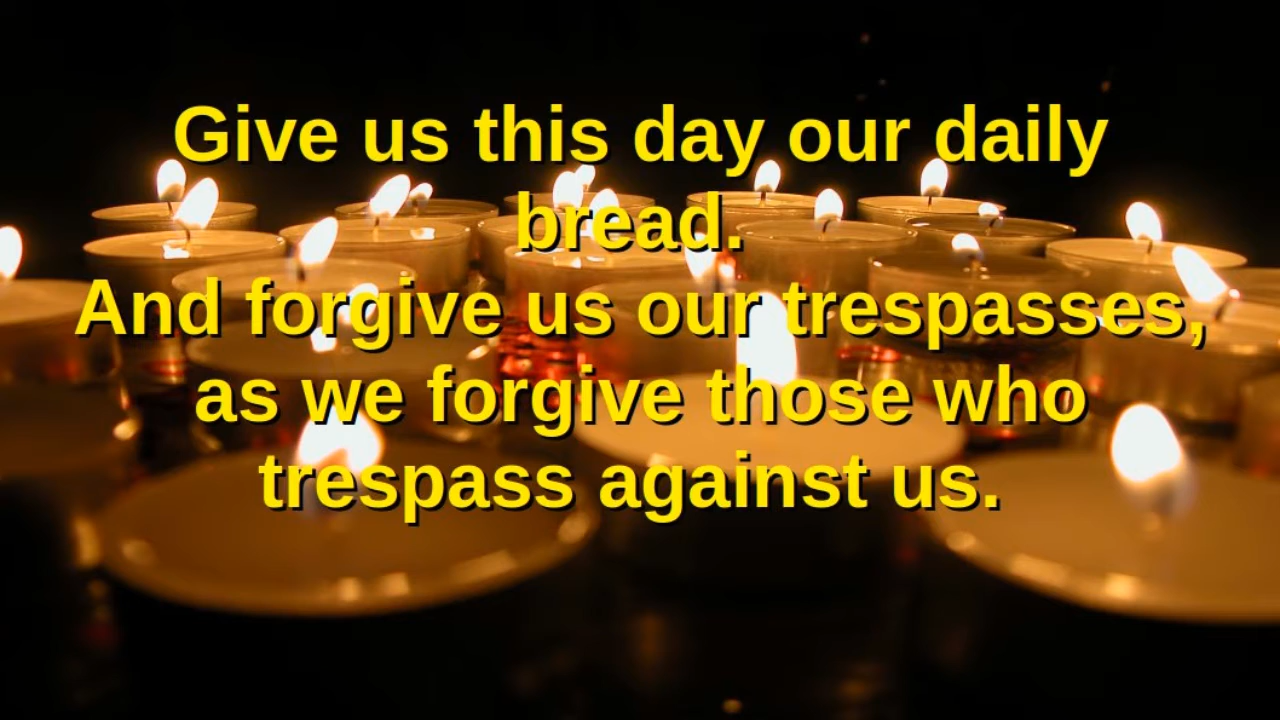 Give us this day our daily
bread.
And forgive us our trespasses,
as we forgive those who
trespass against us.